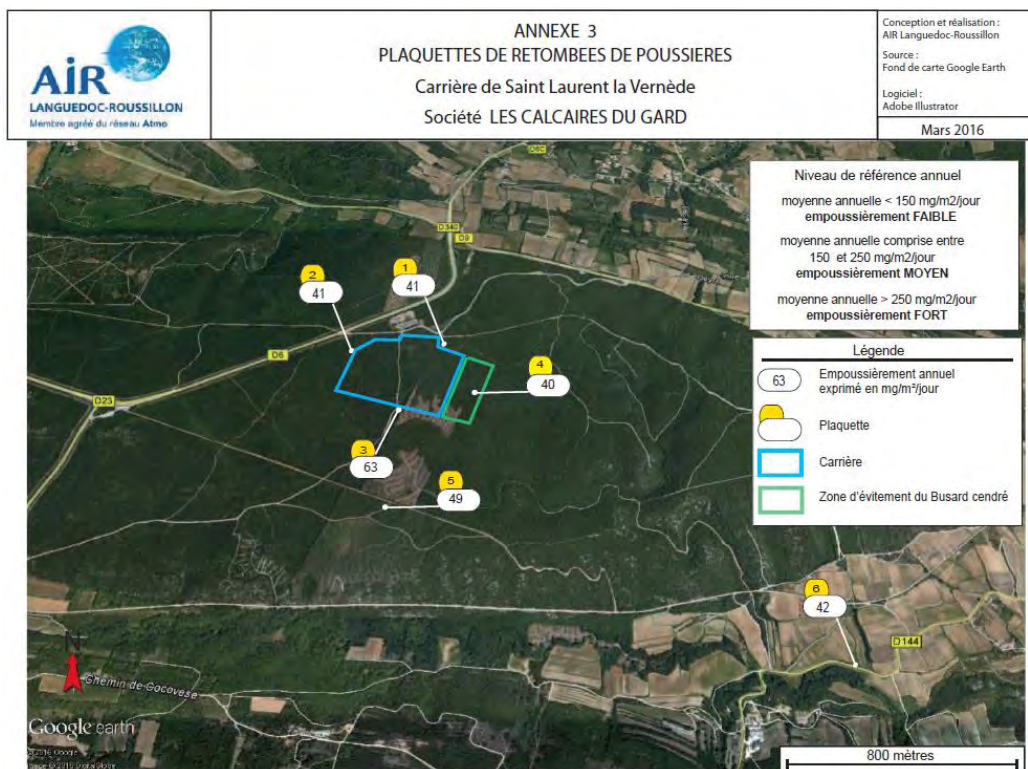 AIR
LANGUEDOC-ROUSSILLON
Membre agréé du réseau Atmo
ANNEXE 3
PLAQUETTES DE RETOMBEES DE POUSSIERES
Carrière de Saint Laurent la Vernède
Société LES CALCAIRES DU GARD
Conception et réalisation :
AIR Languedoc-Roussillon
Source :
Fond de carte Google Earth
Logiciel :
Adobe Illustrator
Mars 2016
Niveau de référence annuel
moyenne annuelle < 150 mg/m2/jour
empoussièrement FAIBLE
moyenne annuelle comprise entre
150 et 250 mg/m2/jour
empoussièrement MOYEN
moyenne annuelle > 250 mg/m2/jour
empoussièrement FORT
Légende
63
Empoussièrement annuel
exprimé en mg/m²/jour
Plaquette
Carrière
Zone d'évitement du Busard cendré
D340
D9
2
41
1
41
D6
4
40
D23
3
63
5
49
6
42
D144
N
Chemin de Cocovese
Google earth
800 mètres